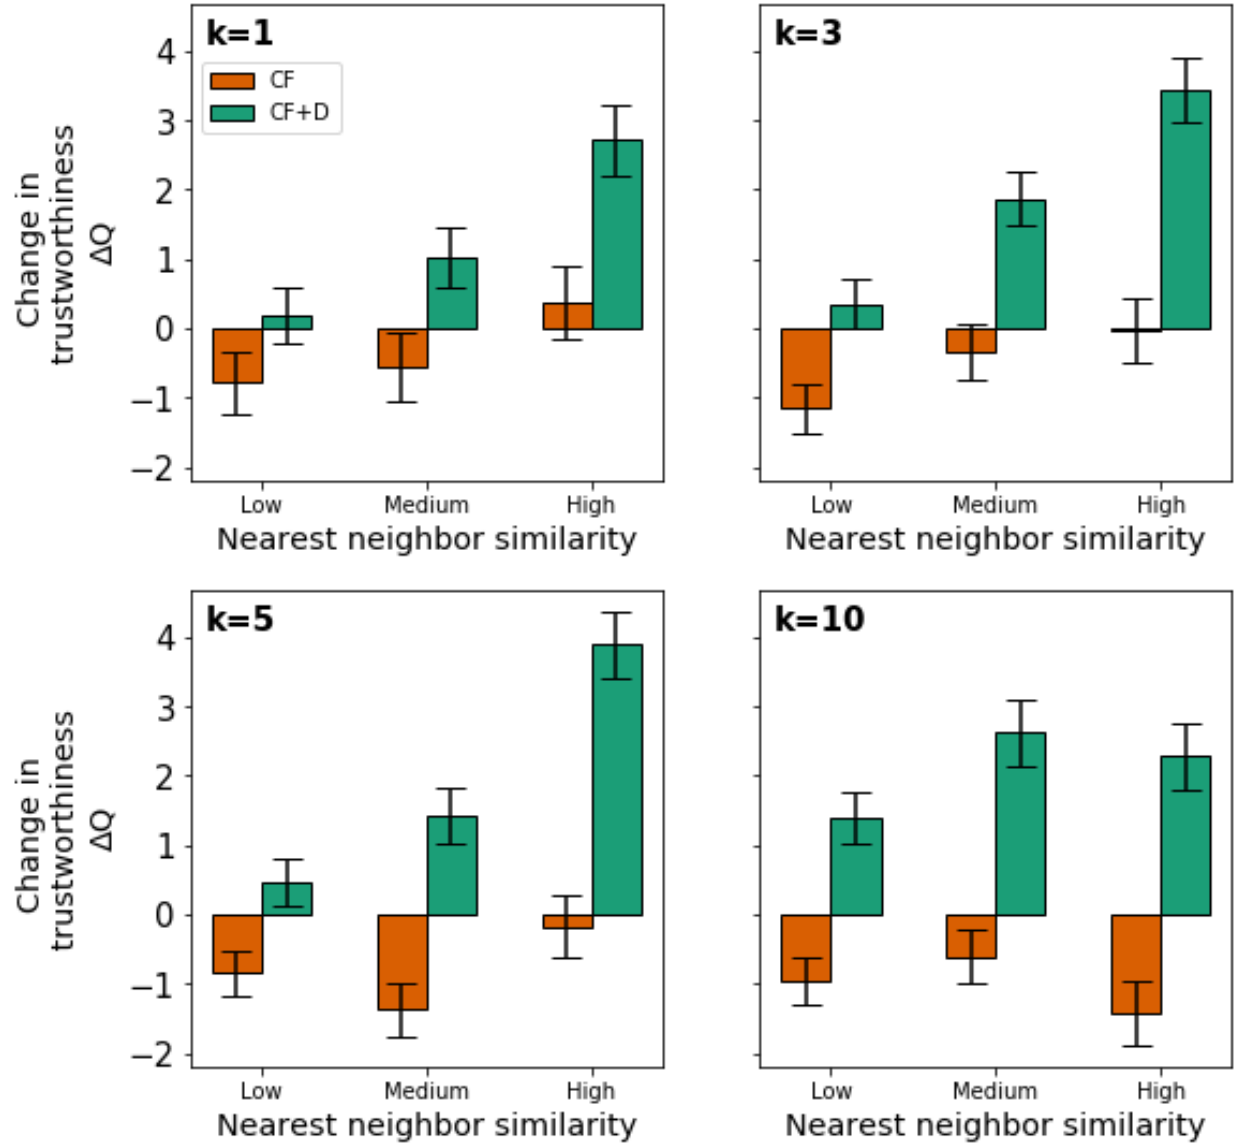 k=1
CF
CF+D
4
3
2
1
0
−1
−2
Change in
trustworthiness
ΔQ
Low Medium High
Nearest neighbor similarity
k=3
Low Medium High
Nearest neighbor similarity
k=5
4
3
2
1
0
−1
−2
Change in
trustworthiness
ΔQ
Low Medium High
Nearest neighbor similarity
k=10
Low Medium High
Nearest neighbor similarity